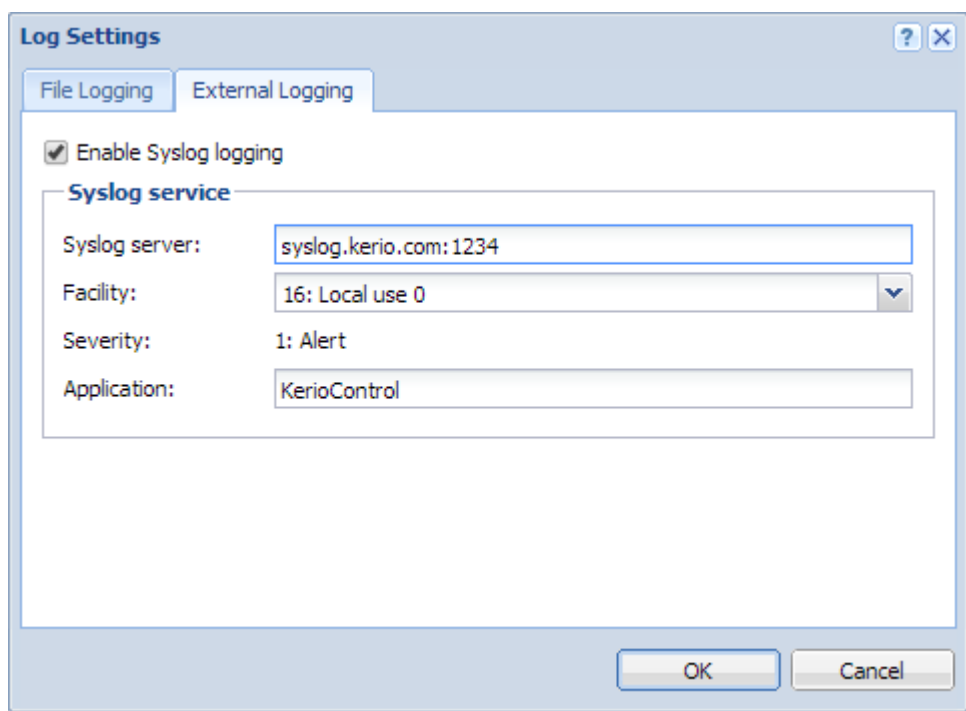 Log Settings
File Logging External Logging
Enable Syslog logging
Syslog service
Syslog server: syslog.kerio.com:1234
Facility: 16: Local use 0
Severity: 1: Alert
Application: KerioControl
OK Cancel